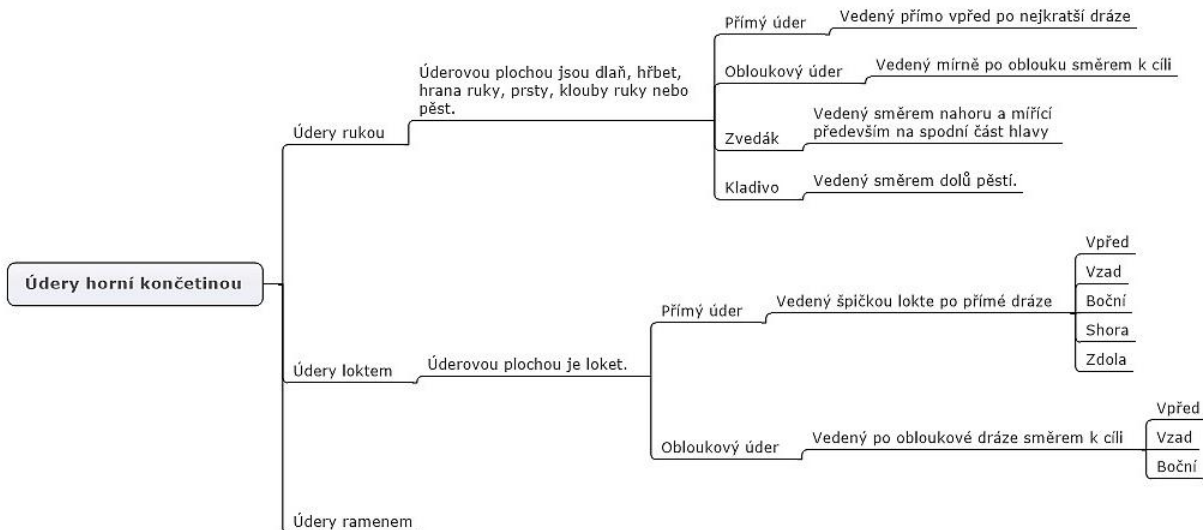 Údery horní končetinou
Údery rukou
Úderovou plochou jsou dlaň, hřbet,
hrana ruky, prsty, klouby ruky nebo
pěst.
Přímý úder
Vedený přímo vpřed po nejkratší dráze
Obloukový úder
Vedený mírně po oblouku směrem k cíli
Zvedák
Vedený směrem nahoru a mířící
především na spodní část hlavy
Kladivo
Vedený směrem dolů pěstí.
Údery loktem
Úderovou plochou je loket.
Přímý úder
Vedený špičkou lokte po přímé dráze
Vpřed
Vzad
Boční
Shora
Zdola
Obloukový úder
Vedený po obloukové dráze směrem k cíli
Vpřed
Vzad
Boční
Údery ramenem